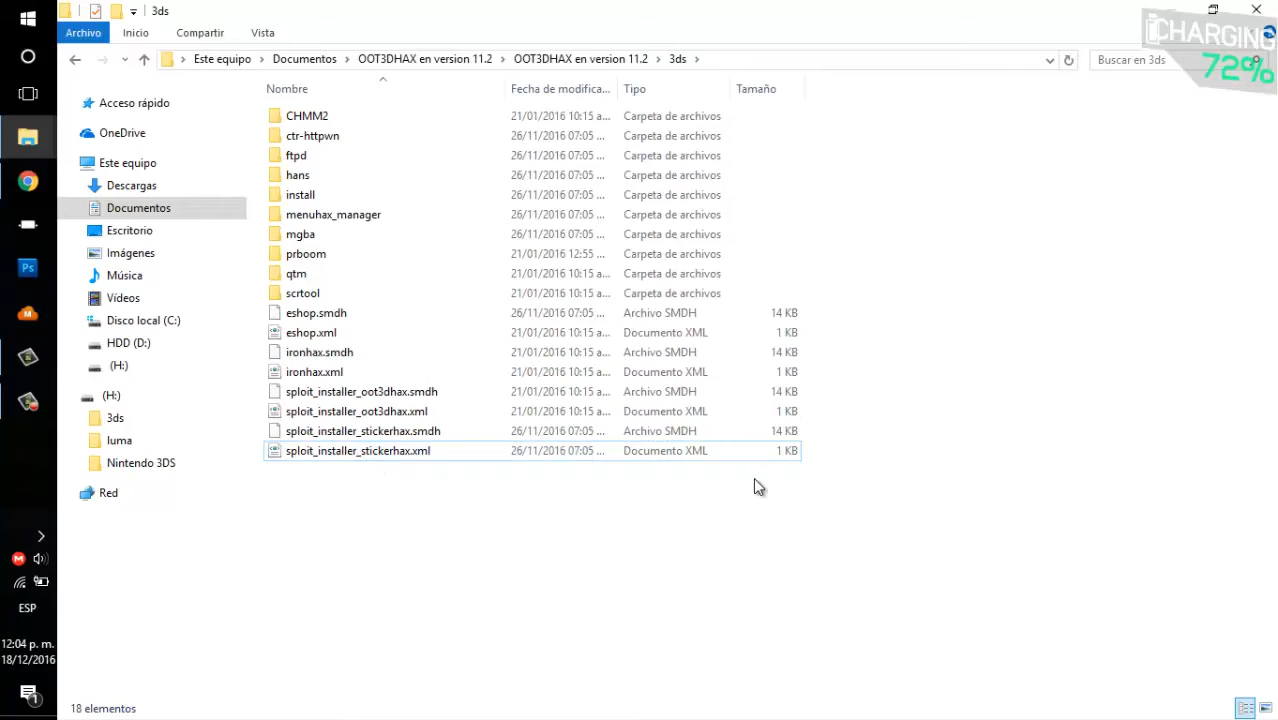 3ds
CHARGING
72%
Archivo Inicio Compartir Vista
Este equipo Documentos OOT3DHAX en version 11.2 OOT3DHAX en version 11.2 3ds
Buscar en 3ds
Nombre Fecha de modifica... Tipo Tamaño
Acceso rápido
OneDrive
Este equipo
Descargas
Documentos
Escritorio
Imágenes
Música
Vídeos
Disco local (C:)
HDD (D:)
(H:)
(H:)
3ds
luma
Nintendo 3DS
Red
CHMM2 21/01/2016 10:15 a... Carpeta de archivos
ctr-httpwn 26/11/2016 07:05 ... Carpeta de archivos
ftpd 26/11/2016 07:05 ... Carpeta de archivos
hans 26/11/2016 07:05 ... Carpeta de archivos
install 26/11/2016 07:05 ... Carpeta de archivos
menuhax_manager 26/11/2016 07:05 ... Carpeta de archivos
mgba 26/11/2016 07:05 ... Carpeta de archivos
prboom 21/01/2016 12:55 ... Carpeta de archivos
qtm 21/01/2016 10:15 a... Carpeta de archivos
scrtool 21/01/2016 10:15 a... Carpeta de archivos
eshop.smdh 26/11/2016 07:05 ... Archivo SMDH 14 KB
eshop.xml 21/01/2016 10:15 a... Documento XML 1 KB
ironhax.smdh 21/01/2016 10:15 a... Archivo SMDH 14 KB
ironhax.xml 21/01/2016 10:15 a... Documento XML 1 KB
sploit_installer_oot3dhax.smdh 21/01/2016 10:15 a... Archivo SMDH 14 KB
sploit_installer_oot3dhax.xml 21/01/2016 10:15 a... Documento XML 1 KB
sploit_installer_stickerhax.smdh 26/11/2016 07:05 ... Archivo SMDH 14 KB
sploit_installer_stickerhax.xml 26/11/2016 07:05 ... Documento XML 1 KB
Ps
M
ESP
12:04 p. m.
18/12/2016
1
18 elementos